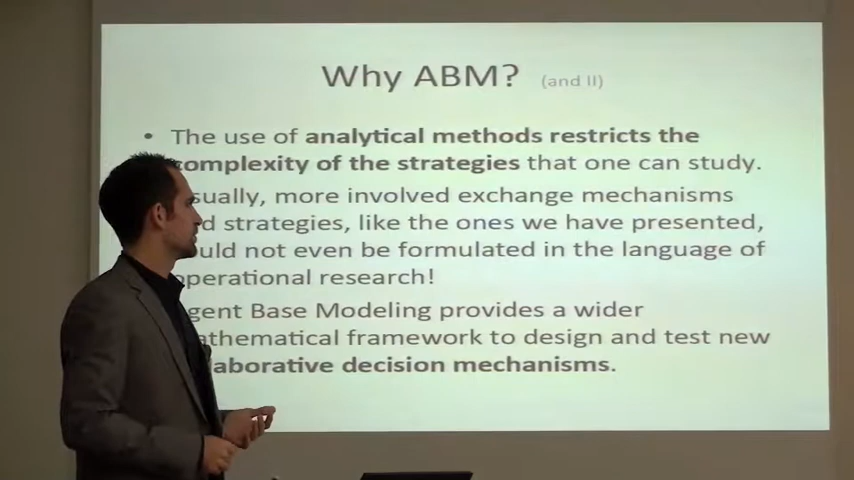 Why ABM? (and II)
• The use of analytical methods restricts the
complexity of the strategies that one can study.
sually, more involved exchange mechanisms
d strategies, like the ones we have presented,
ould not even be formulated in the language of
operational research!
gent Base Modeling provides a wider
athematical framework to design and test new
laborative decision mechanisms.